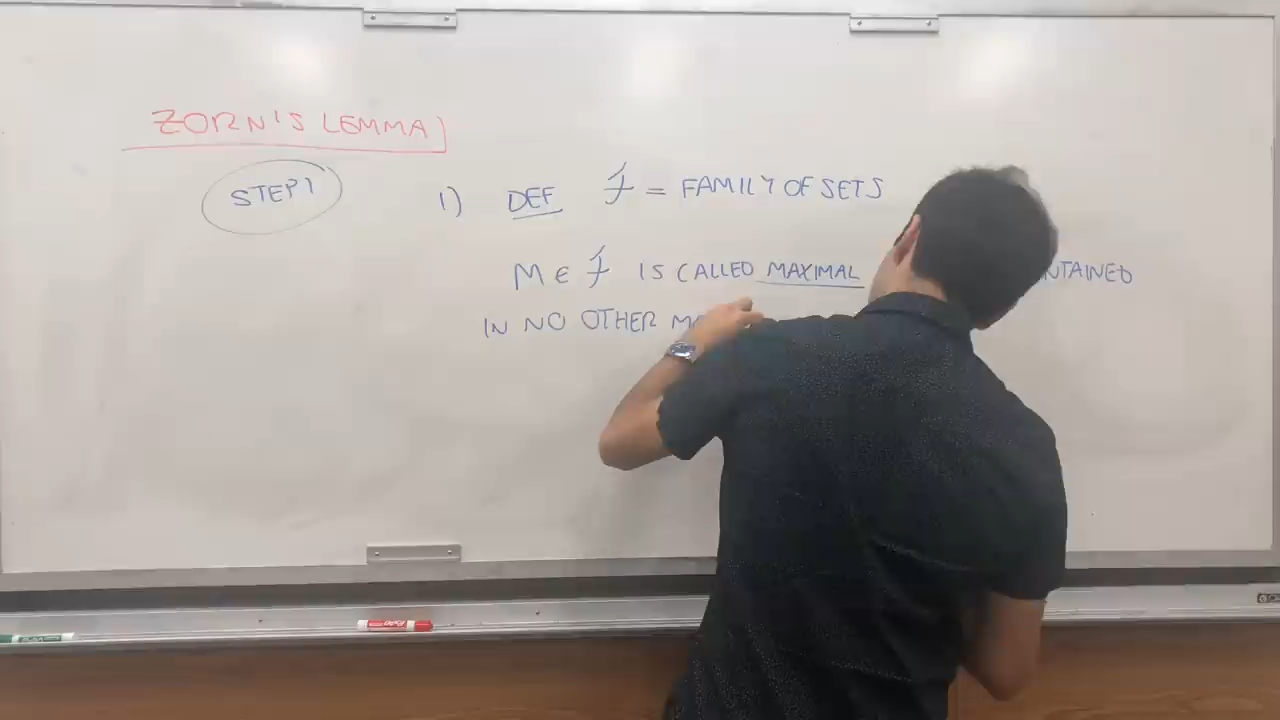 ZORN'S LEMMA
STEP 1
1) DEF ℱ = FAMILY OF SETS
M ∈ ℱ IS CALLED MAXIMAL
IN NO OTHER